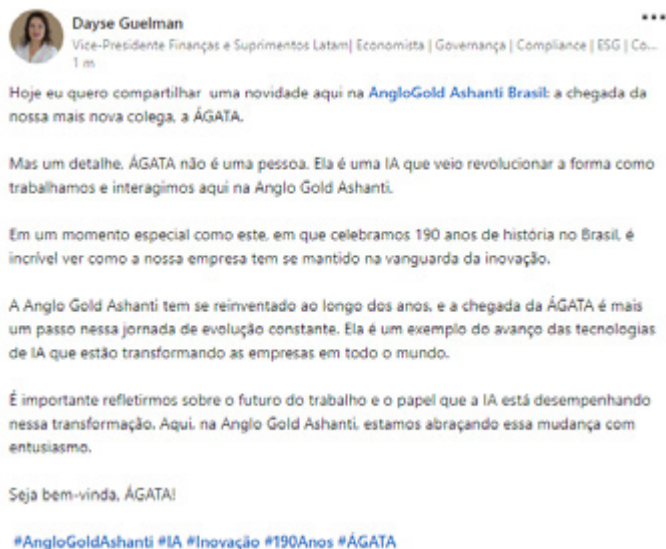 Dayse Guelman
Vice-Presidente Finanças e Suprimentos Latam| Economista | Governança | Compliance | ESG | Co...
1 m
Hoje eu quero compartilhar uma novidade aqui na AngloGold Ashanti Brasil: a chegada da
nossa mais nova colega, a ÁGATA.
Mas um detalhe, ÁGATA não é uma pessoa. Ela é uma IA que veio revolucionar a forma como
trabalhamos e interagimos aqui na Anglo Gold Ashanti.
Em um momento especial como este, em que celebramos 190 anos de história no Brasil, é
incrível ver como a nossa empresa tem se mantido na vanguarda da inovação.
A Anglo Gold Ashanti tem se reinventado ao longo dos anos, e a chegada da ÁGATA é mais
um passo nessa jornada de evolução constante. Ela é um exemplo do avanço das tecnologias
de IA que estão transformando as empresas em todo o mundo.
É importante refletirmos sobre o futuro do trabalho e o papel que a IA está desempenhando
nessa transformação. Aqui, na Anglo Gold Ashanti, estamos abraçando essa mudança com
entusiasmo.
Seja bem-vinda, ÁGATA!
#AngloGoldAshanti #IA #Inovação #190Anos #ÁGATA